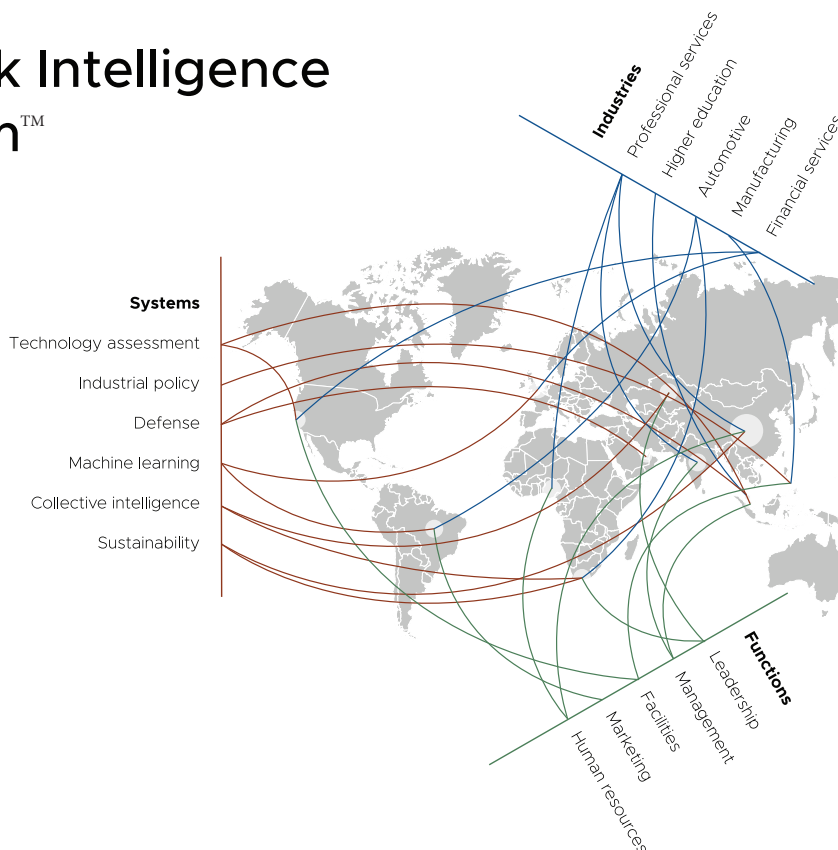 k Intelligence
n™
Industries
Professional services
Higher education
Automotive
Manufacturing
Financial services
Systems
Technology assessment
Industrial policy
Defense
Machine learning
Collective intelligence
Sustainability
Functions
Leadership
Management
Facilities
Marketing
Human resources